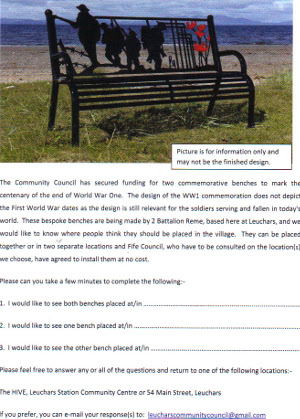 Picture is for information only and
may not be the finished design.
The Community Council has secured funding for two commemorative benches to mark the
centenary of the end of World War One. The design of the WW1 commemoration does not depict
the First World War dates as the design is still relevant for the soldiers serving and fallen in today's
world. These bespoke benches are being made by 2 Battalion Reme, based here at Leuchars, and we
would like to know where people think they should be placed in the village. They can be placed
together or in two separate locations and Fife Council, who have to be consulted on the location(s)
we choose, have agreed to install them at no cost.
Please can you take a few minutes to complete the following:-
1. I would like to see both benches placed at/in ................................................
2. I would like to see one bench placed at/in ................................................
3. I would like to see the other bench placed at/in ................................................
Please feel free to answer any or all of the questions and return to one of the following locations:-
The HIVE, Leuchars Station Community Centre or 54 Main Street, Leuchars
If you prefer, you can e-mail your response(s) to: leucharscommunitycouncil@gmail.com